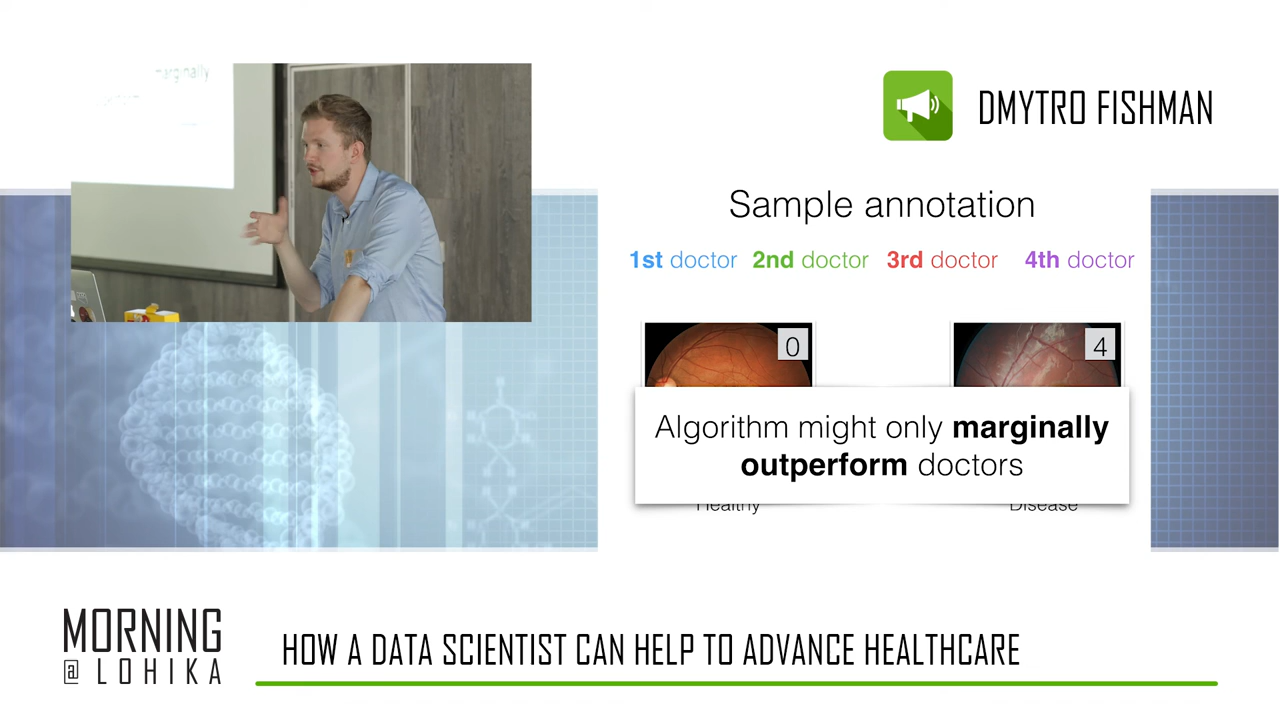 marginally
DMYTRO FISHMAN
Sample annotation
1st doctor 2nd doctor 3rd doctor 4th doctor
0
4
Algorithm might only marginally
outperform doctors
Healthy
Disease
MORNING
@ LOHIKA
HOW A DATA SCIENTIST CAN HELP TO ADVANCE HEALTHCARE